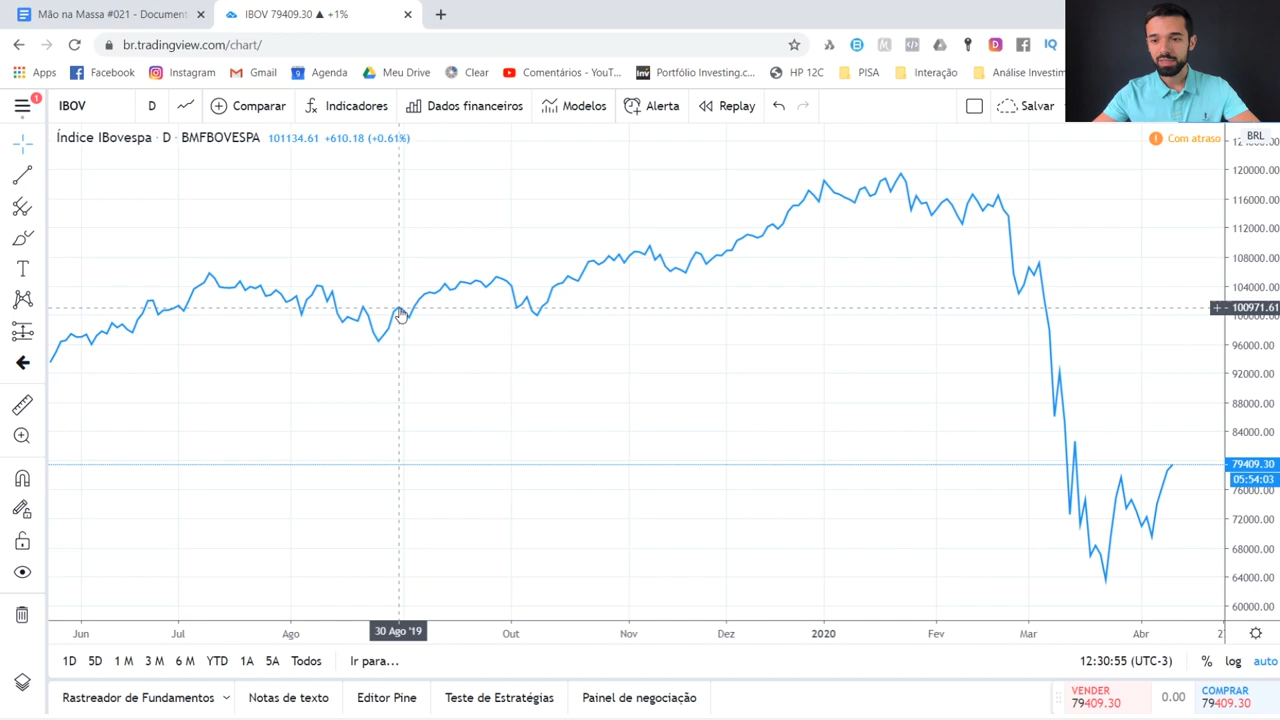 Mão na Massa #021 - Document
IBOV 79409.30 ▲ +1%
br.tradingview.com/chart/
Apps
Facebook
Instagram
Gmail
Agenda
Meu Drive
Clear
Comentários - YouT...
Portfólio Investing.c...
HP 12C
PISA
Interação
Análise Investim
IBOV
D
Comparar
Indicadores
Dados financeiros
Modelos
Alerta
Replay
Salvar
Índice IBovespa · D · BMFBOVESPA 101134.61 +610.18 (+0.61%)
Com atraso
BRL
120000.00
116000.00
112000.00
108000.00
104000.00
100971.61
96000.00
92000.00
88000.00
84000.00
79409.30
05:54:03
76000.00
72000.00
68000.00
64000.00
60000.00
Jun
Jul
Ago
30 Ago '19
Out
Nov
Dez
2020
Fev
Mar
Abr
1D 5D 1 M 3 M 6 M YTD 1A 5A Todos
Ir para...
12:30:55 (UTC-3)
% log auto
Rastreador de Fundamentos
Notas de texto
Editor Pine
Teste de Estratégias
Painel de negociação
VENDER
79409.30
0.00
COMPRAR
79409.30